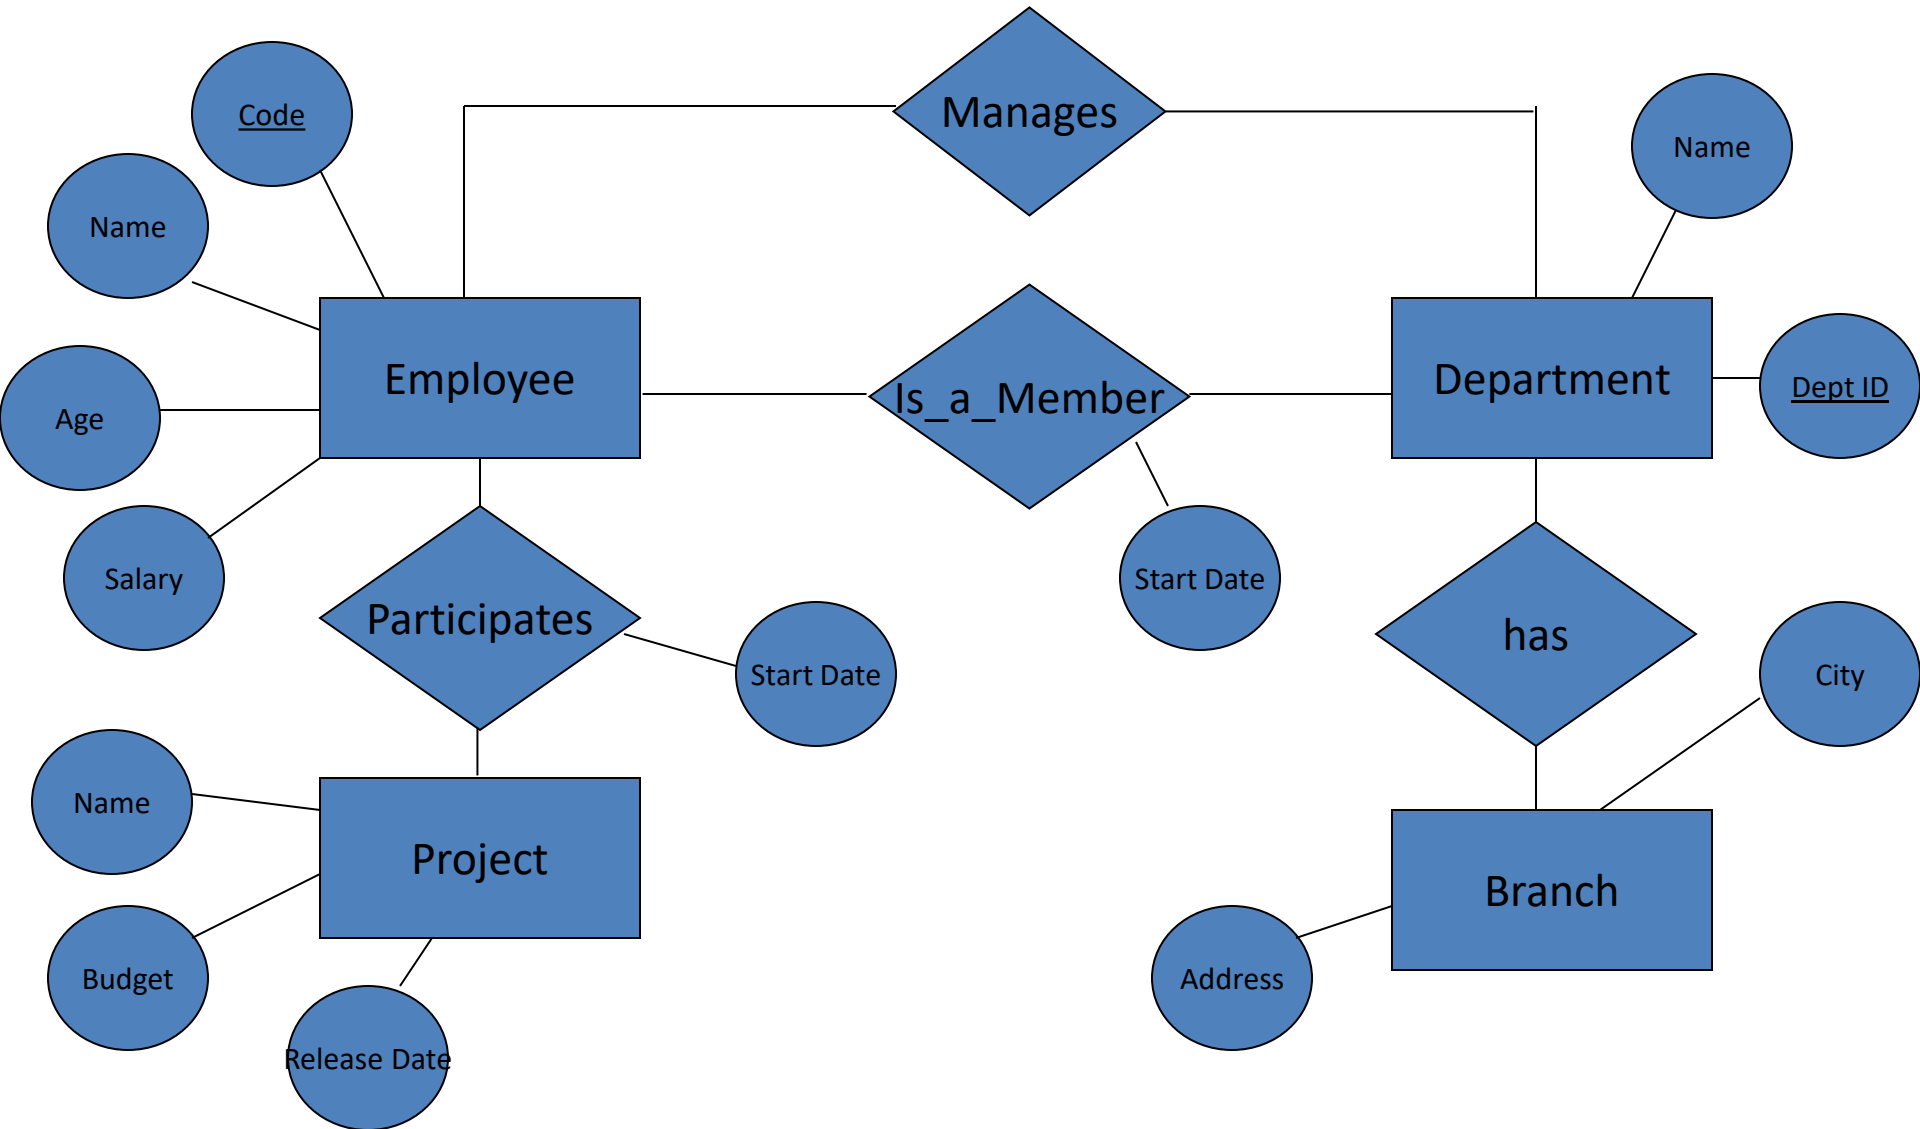 Manages
Code
Name
Name
Employee
Is_a_Member
Department
Dept ID
Age
Salary
Participates
Start Date
has
Start Date
City
Name
Project
Branch
Budget
Address
Release Date